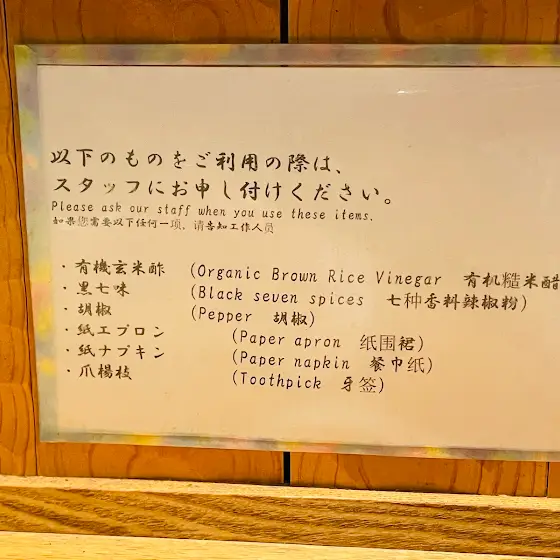 以下のものをご利用の際は、
スタッフにお申し付けください。
Please ask our staff when you use these items.
如果您需要以下任何一项，请告知工作人员
・有機玄米酢 (Organic Brown Rice Vinegar 有机糙米醋
・黒七味 (Black seven spices 七种香料辣椒粉)
・胡椒 (Pepper 胡椒)
・紙エプロン (Paper apron 纸围裙)
・紙ナプキン (Paper napkin 餐巾纸)
・爪楊枝 (Toothpick 牙签)